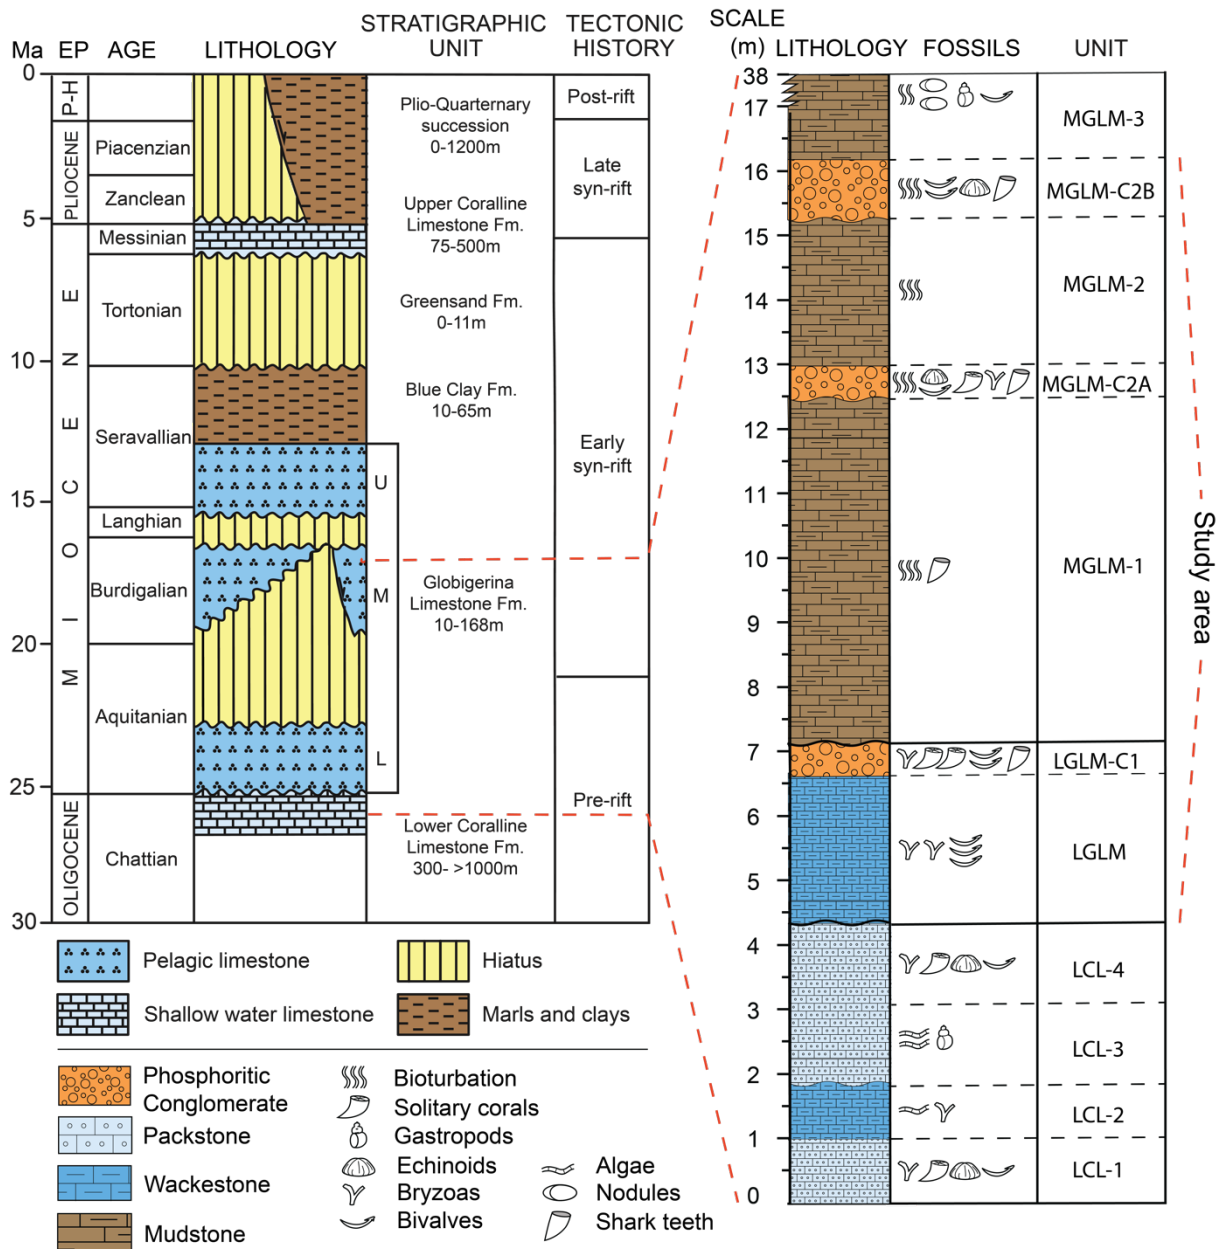 Ma EP AGE LITHOLOGY
STRATIGRAPHIC
UNIT
TECTONIC
HISTORY
0
5
10
15
20
25
30
P-H
PLIOCENE
MIOCENE
OLIGOCENE
Piacenzian
Zanclean
Messinian
Tortonian
Seravallian
Langhian
Burdigalian
Aquitanian
Chattian
U
M
L
Plio-Quarternary
succession
0-1200m
Upper Coralline
Limestone Fm.
75-500m
Greensand Fm.
0-11m
Blue Clay Fm.
10-65m
Globigerina
Limestone Fm.
10-168m
Lower Coralline
Limestone Fm.
300- >1000m
Post-rift
Late
syn-rift
Early
syn-rift
Pre-rift
SCALE
(m) LITHOLOGY FOSSILS UNIT
38
17
16
15
14
13
12
11
10
9
8
7
6
5
4
3
2
1
0
MGLM-3
MGLM-C2B
MGLM-2
MGLM-C2A
MGLM-1
LGLM-C1
LGLM
LCL-4
LCL-3
LCL-2
LCL-1
Study area
Pelagic limestone
Hiatus
Shallow water limestone
Marls and clays
Phosphoritic
Conglomerate
Packstone
Wackestone
Mudstone
Bioturbation
Solitary corals
Gastropods
Echinoids
Bryzoas
Bivalves
Algae
Nodules
Shark teeth